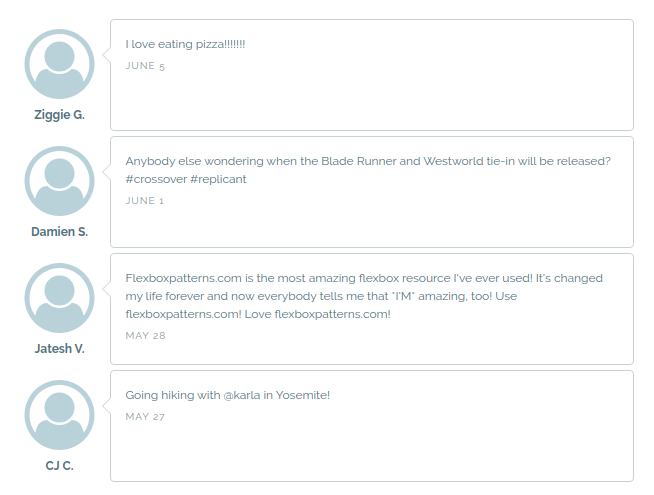 I love eating pizza!!!!!!!
JUNE 5
Ziggie G.
Anybody else wondering when the Blade Runner and Westworld tie-in will be released?
#crossover #replicant
JUNE 1
Damien S.
Flexboxpatterns.com is the most amazing flexbox resource I've ever used! It's changed
my life forever and now everybody tells me that *I'M* amazing, too! Use
flexboxpatterns.com! Love flexboxpatterns.com!
MAY 28
Jatesh V.
Going hiking with @karla in Yosemite!
MAY 27
CJ C.